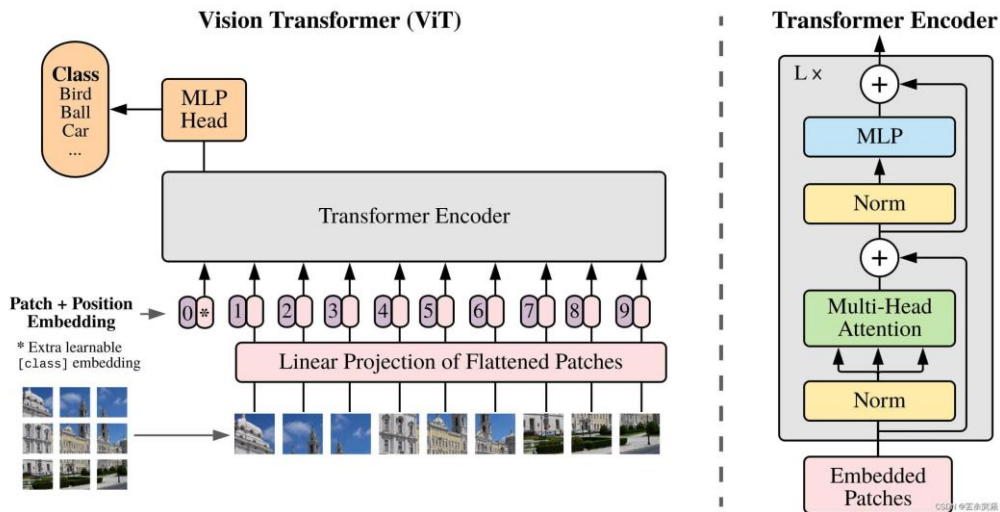 Vision Transformer (ViT)
Class
Bird
Ball
Car
...
MLP
Head
Transformer Encoder
Patch + Position
Embedding
* Extra learnable
[class] embedding
0 * 1 2 3 4 5 6 7 8 9
Linear Projection of Flattened Patches
Transformer Encoder
L x
+
MLP
Norm
+
Multi-Head
Attention
Norm
Embedded
Patches
CSDN